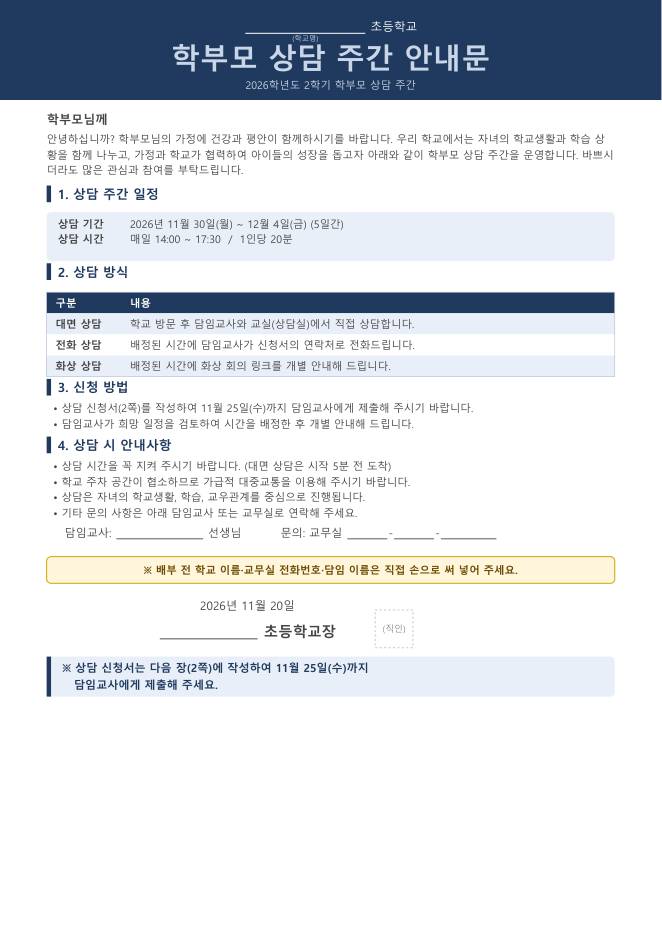 ____________ 초등학교
(학교명)
학부모 상담 주간 안내문
2026학년도 2학기 학부모 상담 주간
학부모님께
안녕하십니까? 학부모님의 가정에 건강과 평안이 함께하시기를 바랍니다. 우리 학교에서는 자녀의 학교생활과 학습 상
황을 함께 나누고, 가정과 학교가 협력하여 아이들의 성장을 돕고자 아래와 같이 학부모 상담 주간을 운영합니다. 바쁘시
더라도 많은 관심과 참여를 부탁드립니다.
1. 상담 주간 일정
상담 기간 2026년 11월 30일(월) ~ 12월 4일(금) (5일간)
상담 시간 매일 14:00 ~ 17:30 / 1인당 20분
2. 상담 방식
구분 내용
대면 상담 학교 방문 후 담임교사와 교실(상담실)에서 직접 상담합니다.
전화 상담 배정된 시간에 담임교사가 신청서의 연락처로 전화드립니다.
화상 상담 배정된 시간에 화상 회의 링크를 개별 안내해 드립니다.
3. 신청 방법
• 상담 신청서(2쪽)를 작성하여 11월 25일(수)까지 담임교사에게 제출해 주시기 바랍니다.
• 담임교사가 희망 일정을 검토하여 시간을 배정한 후 개별 안내해 드립니다.
4. 상담 시 안내사항
• 상담 시간을 꼭 지켜 주시기 바랍니다. (대면 상담은 시작 5분 전 도착)
• 학교 주차 공간이 협소하므로 가급적 대중교통을 이용해 주시기 바랍니다.
• 상담은 자녀의 학교생활, 학습, 교우관계를 중심으로 진행됩니다.
• 기타 문의 사항은 아래 담임교사 또는 교무실로 연락해 주세요.
담임교사: ____________ 선생님 문의: 교무실 ______-______-________
※ 배부 전 학교 이름·교무실 전화번호·담임 이름은 직접 손으로 써 넣어 주세요.
2026년 11월 20일
____________ 초등학교장 (직인)
※ 상담 신청서는 다음 장(2쪽)에 작성하여 11월 25일(수)까지
담임교사에게 제출해 주세요.